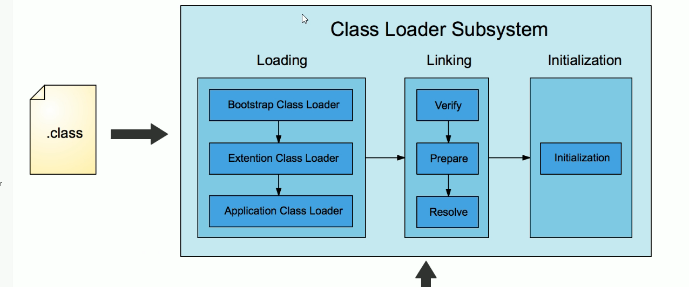 Class Loader Subsystem
Loading
Linking
Initialization
.class
Bootstrap Class Loader
Extention Class Loader
Application Class Loader
Verify
Prepare
Resolve
Initialization